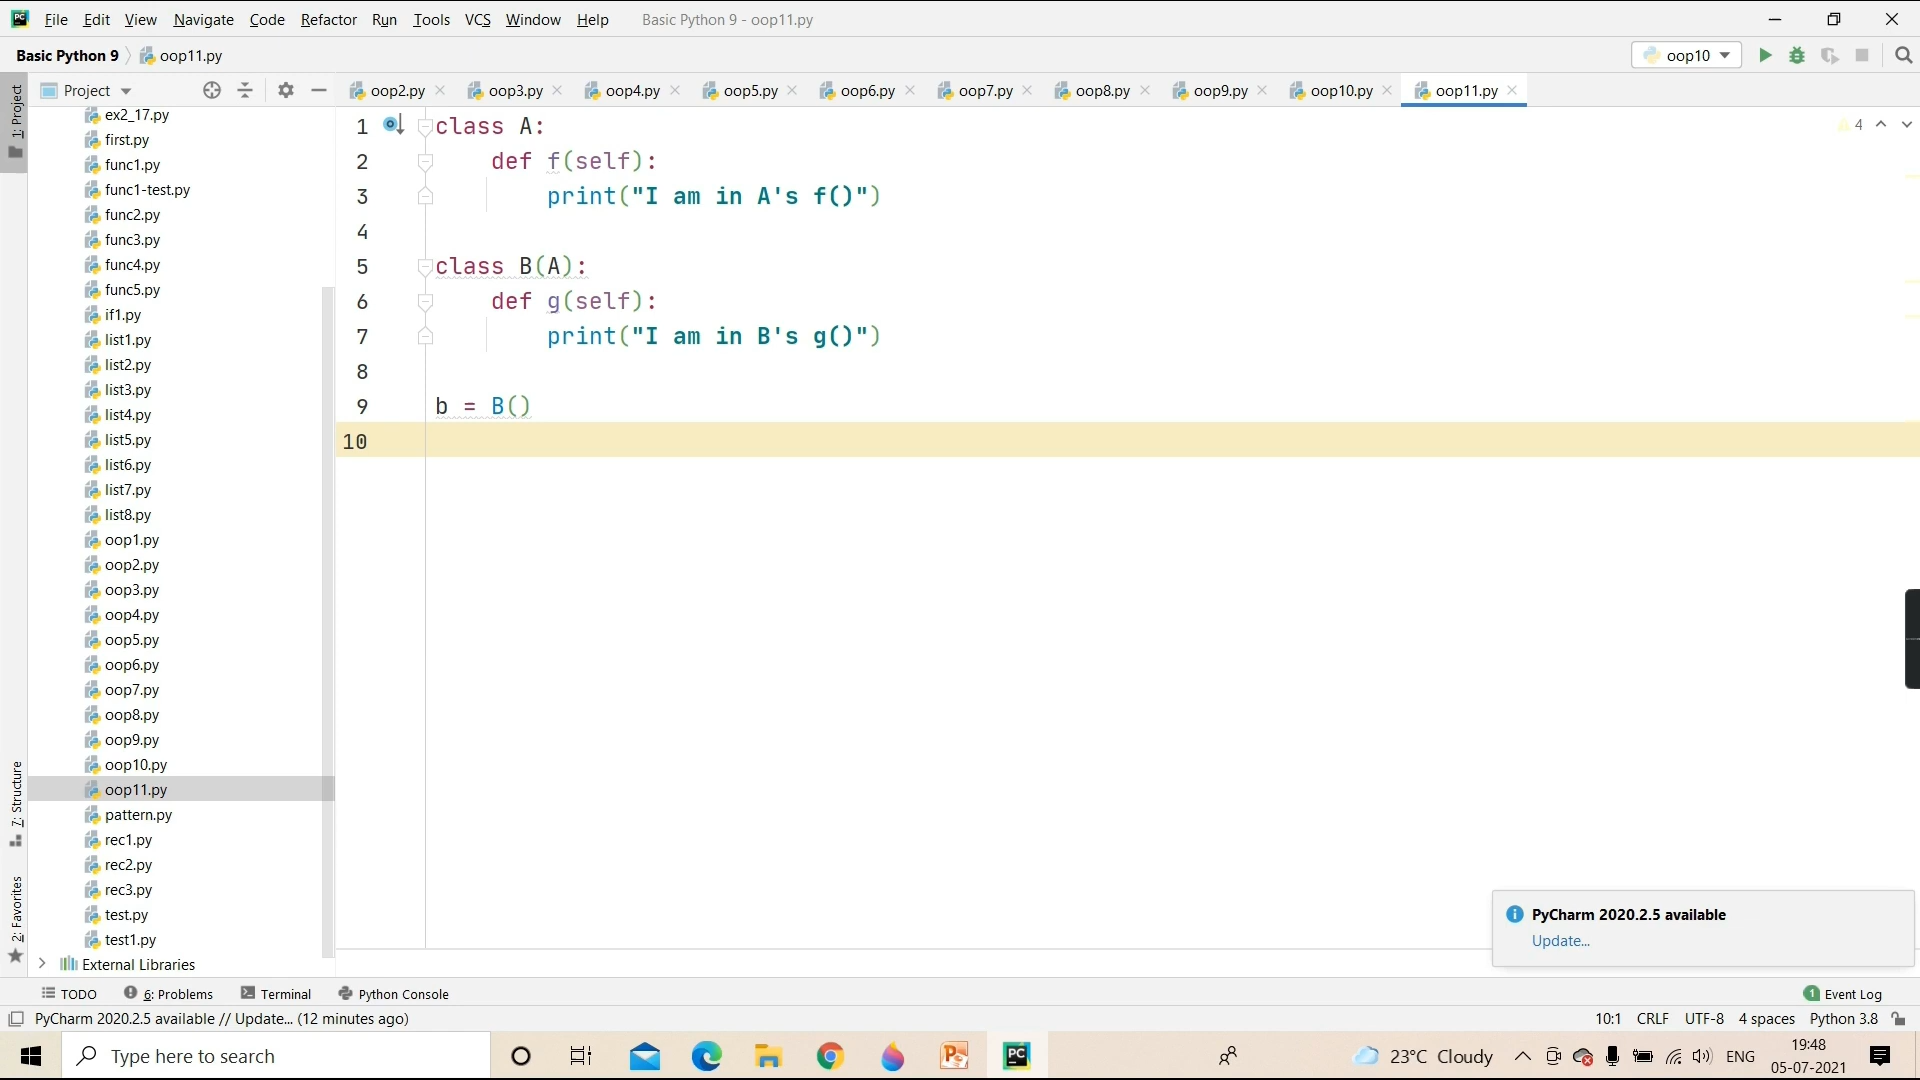 File Edit View Navigate Code Refactor Run Tools VCS Window Help Basic Python 9 - oop11.py
Basic Python 9 oop11.py oop10
1: Project
Project
oop2.py oop3.py oop4.py oop5.py oop6.py oop7.py oop8.py oop9.py oop10.py oop11.py
ex2_17.py
first.py
func1.py
func1-test.py
func2.py
func3.py
func4.py
func5.py
if1.py
list1.py
list2.py
list3.py
list4.py
list5.py
list6.py
list7.py
list8.py
oop1.py
oop2.py
oop3.py
oop4.py
oop5.py
oop6.py
oop7.py
oop8.py
oop9.py
oop10.py
oop11.py
pattern.py
rec1.py
rec2.py
rec3.py
test.py
test1.py
External Libraries
7: Structure
2: Favorites
1 class A:
2 def f(self):
3 print("I am in A's f()")
4
5 class B(A):
6 def g(self):
7 print("I am in B's g()")
8
9 b = B()
10
4
PyCharm 2020.2.5 available
Update...
TODO 6: Problems Terminal Python Console 1 Event Log
PyCharm 2020.2.5 available // Update... (12 minutes ago) 10:1 CRLF UTF-8 4 spaces Python 3.8
Type here to search 23°C Cloudy ENG 19:48
05-07-2021